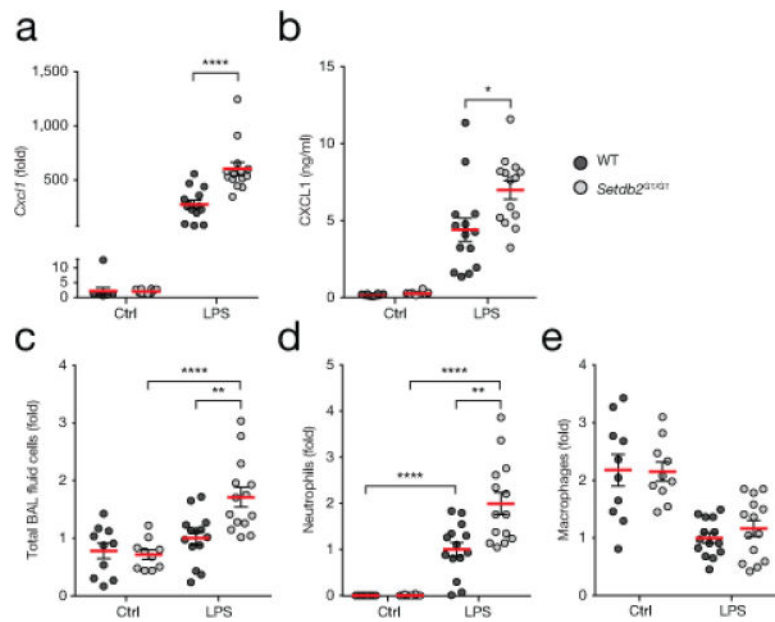 a
1,500
1,000
500
10
5
0
Cxcl1 (fold)
****
Ctrl
LPS
b
15
10
5
0
CXCL1 (ng/ml)
*
Ctrl
LPS
WT
Setdb2GT/GT
c
4
3
2
1
0
Total BAL fluid cells (fold)
****
**
Ctrl
LPS
d
5
4
3
2
1
0
Neutrophils (fold)
****
**
****
Ctrl
LPS
e
4
3
2
1
0
Macrophages (fold)
Ctrl
LPS